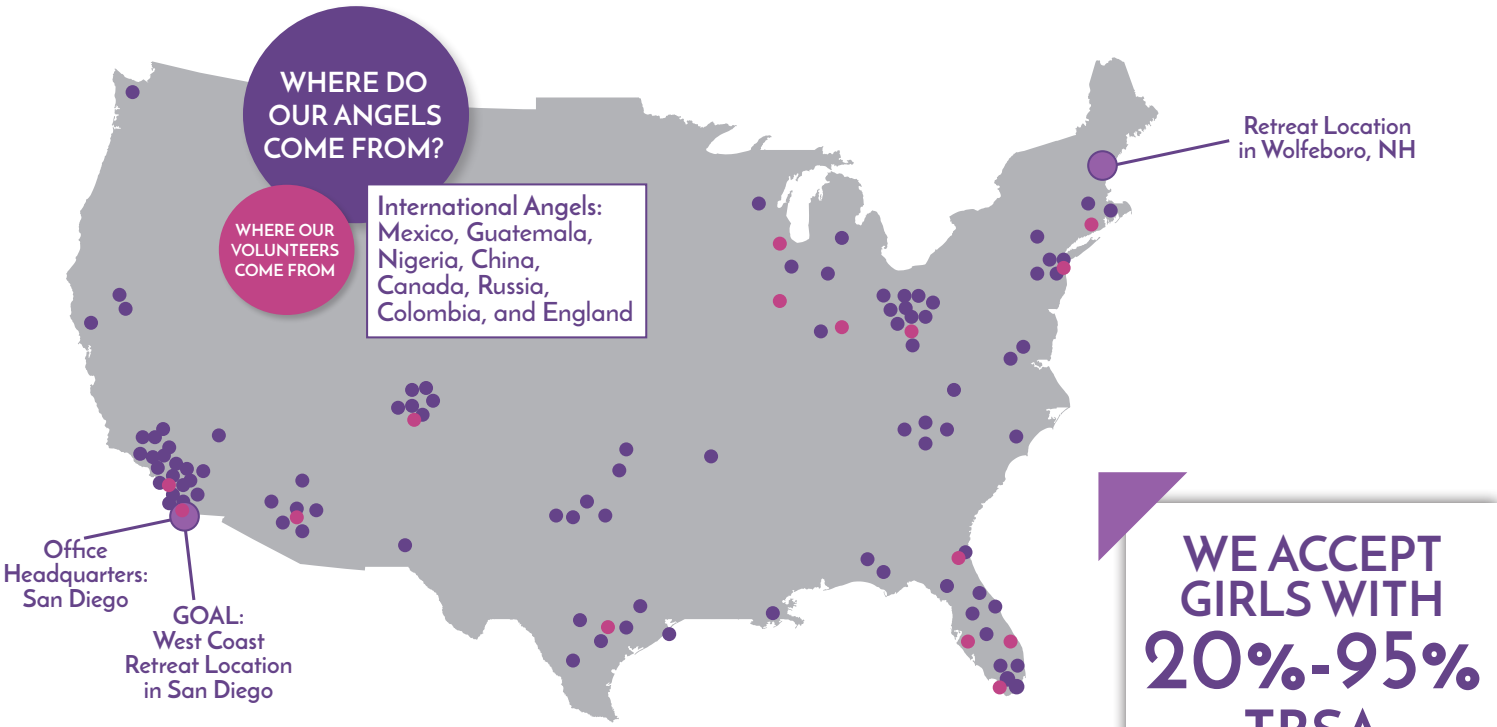 WHERE DO
OUR ANGELS
COME FROM?
WHERE OUR
VOLUNTEERS
COME FROM
International Angels:
Mexico, Guatemala,
Nigeria, China,
Canada, Russia,
Colombia, and England
Retreat Location
in Wolfeboro, NH
Office
Headquarters:
San Diego
GOAL:
West Coast
Retreat Location
in San Diego
WE ACCEPT
GIRLS WITH
20%-95%
TBSA